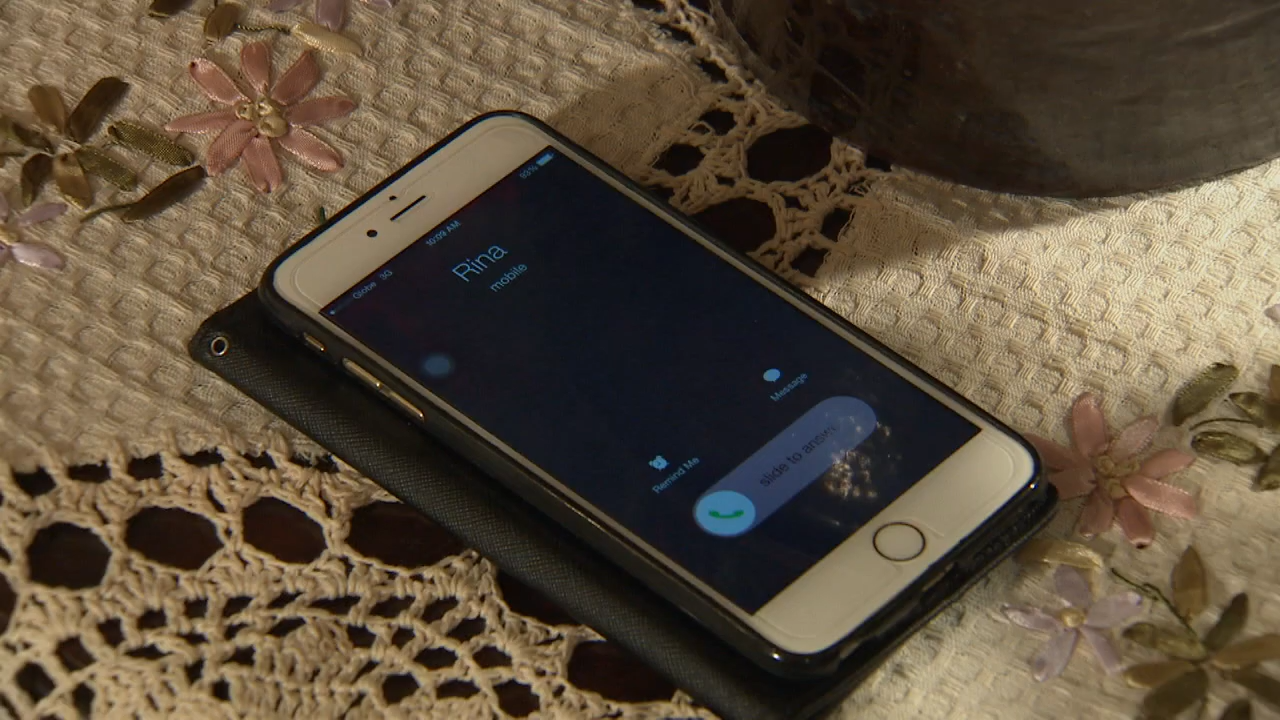 Globe 3G 10:09 AM 93%
Rina
mobile
Remind Me Message
slide to answer